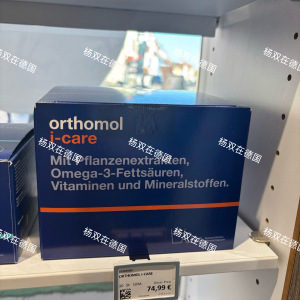 杨双在德国
杨双在德国
杨双在德国
orthomol
i-care
Mit Pflanzenextrakten,
Omega-3-Fettsäuren,
Vitaminen und Mineralstoffen.
杨双在德国
杨双在德国
杨双在德国
杨双在德国
杨双在德国
杨双在德国
ORTHOMOL I-CARE
74,99 €